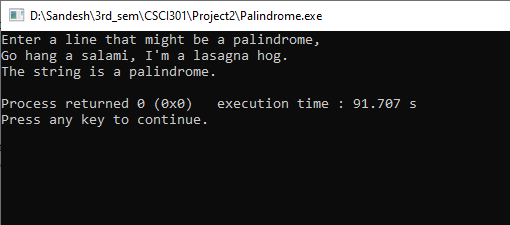 D:\Sandesh\3rd_sem\CSCI301\Project2\Palindrome.exe
Enter a line that might be a palindrome,
Go hang a salami, I'm a lasagna hog.
The string is a palindrome.
Process returned 0 (0x0)   execution time : 91.707 s
Press any key to continue.